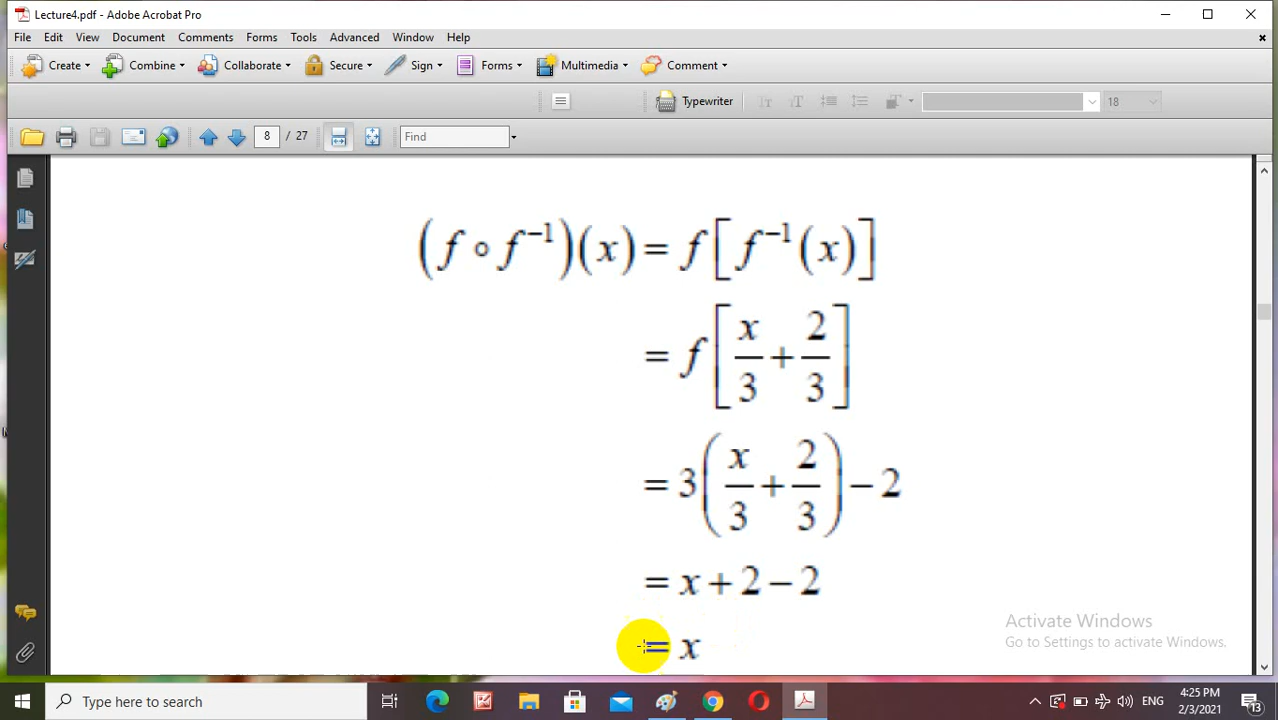 Lecture4.pdf - Adobe Acrobat Pro
File Edit View Document Comments Forms Tools Advanced Window Help
Create Combine Collaborate Secure Sign Forms Multimedia Comment
Typewriter 18
8 / 27 Find
(f ∘ f⁻¹)(x) = f[f⁻¹(x)]
= f[x/3 + 2/3]
= 3(x/3 + 2/3) − 2
= x + 2 − 2
= x
Activate Windows
Go to Settings to activate Windows.
Type here to search
ENG
4:25 PM
2/3/2021
13